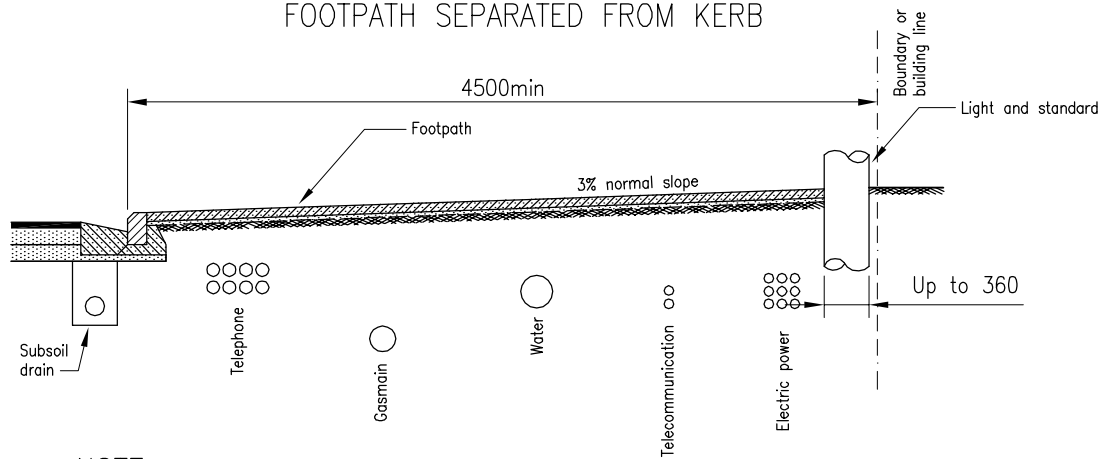 FOOTPATH SEPARATED FROM KERB
Boundary or
building line
4500min
Light and standard
Footpath
3% normal slope
Up to 360
Subsoil
drain
Telephone
Gasmain
Water
Telecommunication
Electric power